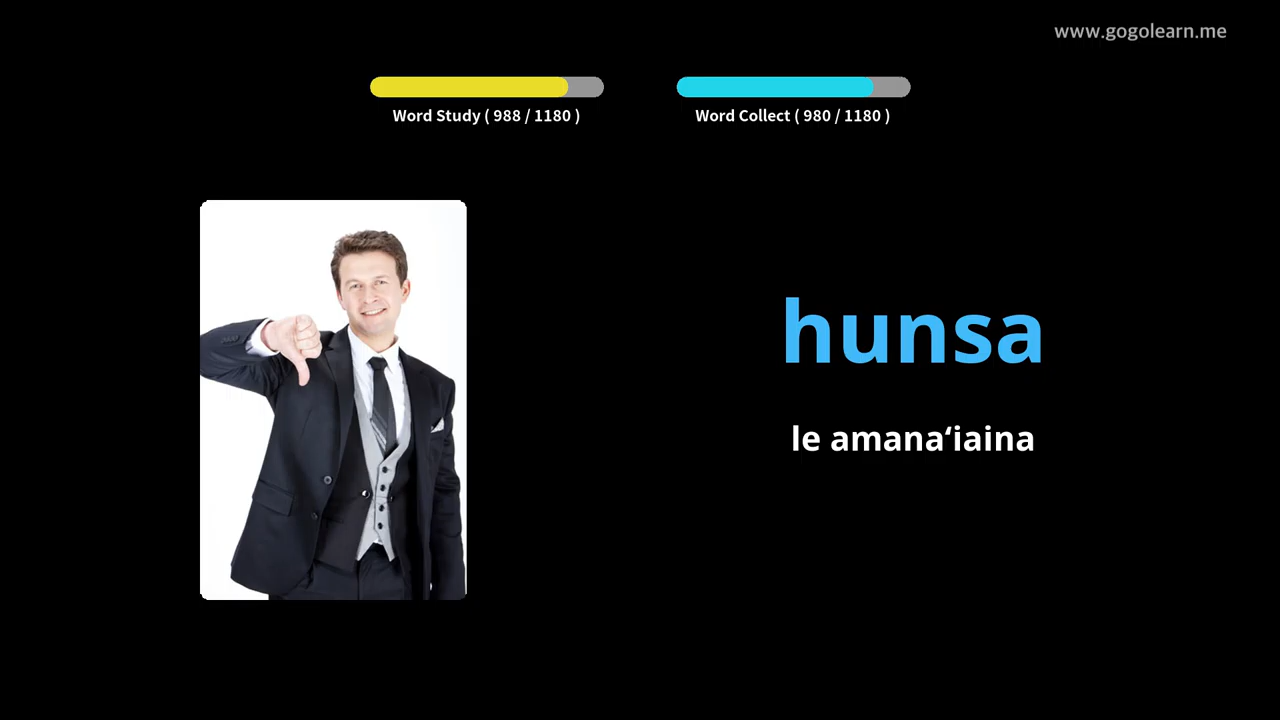 www.gogolearn.me
Word Study ( 988 / 1180 )
Word Collect ( 980 / 1180 )
hunsa
le amanaʻiaina